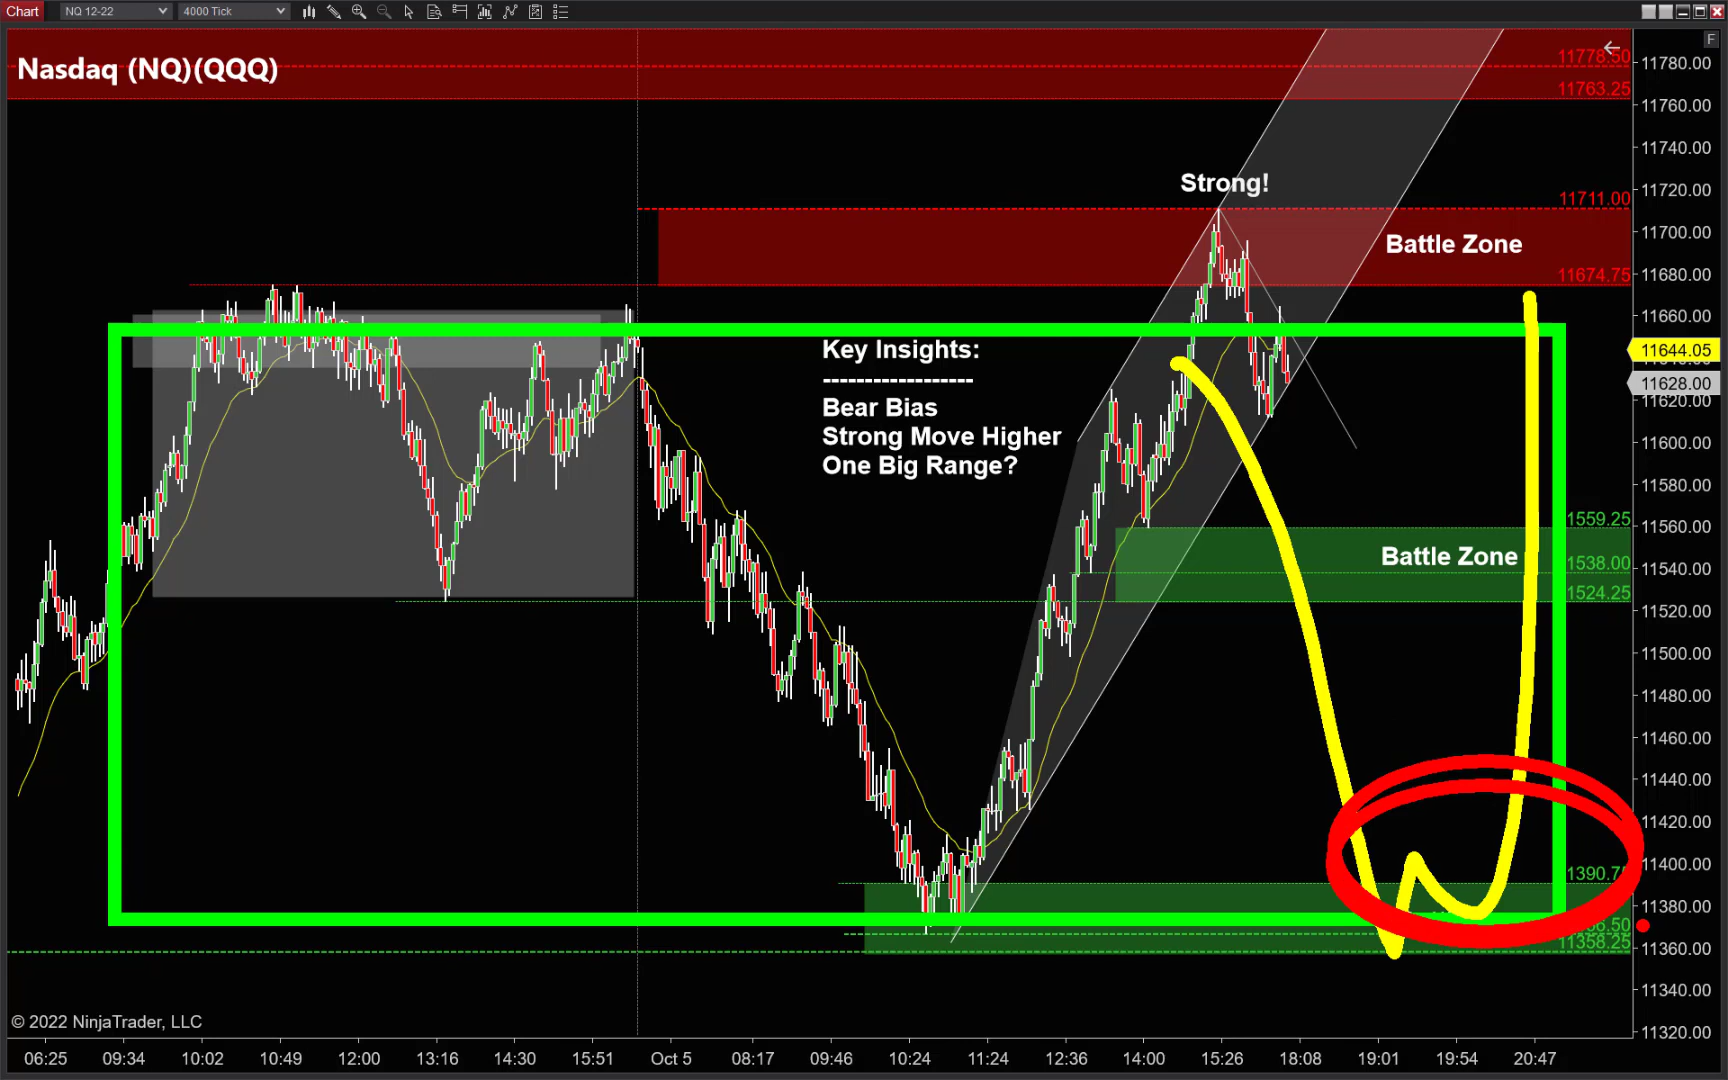 Chart
NQ 12-22
4000 Tick
F
Nasdaq (NQ)(QQQ)
11778.50
11763.25
11711.00
11674.75
1559.25
1538.00
1524.25
1390.7
11358.25
Strong!
Battle Zone
Key Insights:
------------------
Bear Bias
Strong Move Higher
One Big Range?
Battle Zone
11780.00
11760.00
11740.00
11720.00
11700.00
11680.00
11660.00
11644.05
11628.00
11620.00
11600.00
11580.00
11560.00
11540.00
11520.00
11500.00
11480.00
11460.00
11440.00
11420.00
11400.00
11380.00
11360.00
11340.00
11320.00
© 2022 NinjaTrader, LLC
06:25 09:34 10:02 10:49 12:00 13:16 14:30 15:51 Oct 5 08:17 09:46 10:24 11:24 12:36 14:00 15:26 18:08 19:01 19:54 20:47